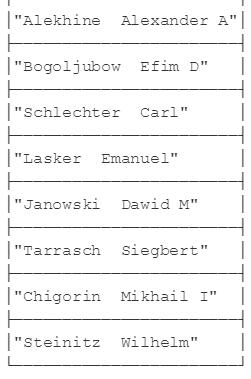 "Alekhine  Alexander A"
"Bogoljubow  Efim D"
"Schlechter  Carl"
"Lasker  Emanuel"
"Janowski  Dawid M"
"Tarrasch  Siegbert"
"Chigorin  Mikhail I"
"Steinitz  Wilhelm"